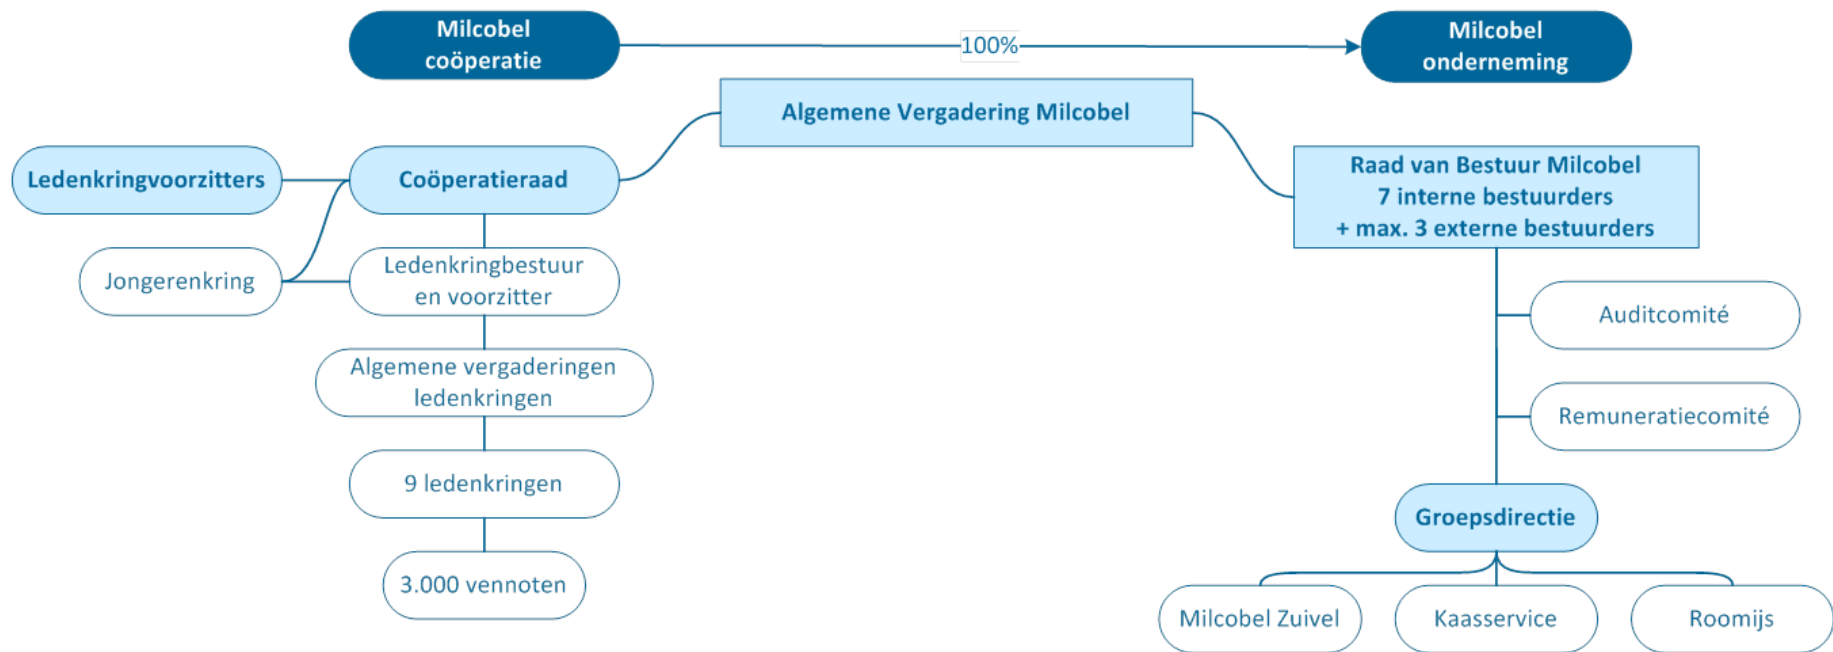 Milcobel
coöperatie
100%
Milcobel
onderneming
Algemene Vergadering Milcobel
Ledenkringvoorzitters
Coöperatieraad
Raad van Bestuur Milcobel
7 interne bestuurders
+ max. 3 externe bestuurders
Jongerenkring
Ledenkringbestuur
en voorzitter
Auditcomité
Algemene vergaderingen
ledenkringen
Remuneratiecomité
9 ledenkringen
Groepsdirectie
3.000 vennoten
Milcobel Zuivel
Kaasservice
Roomijs